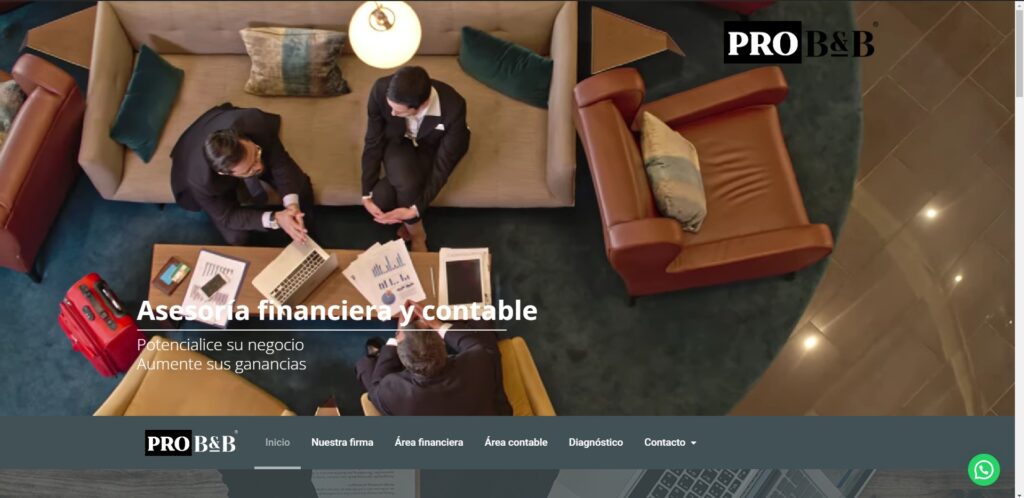 PRO B&B®
Asesoría financiera y contable
Potencialice su negocio
Aumente sus ganancias
PRO B&B®
Inicio
Nuestra firma
Área financiera
Área contable
Diagnóstico
Contacto